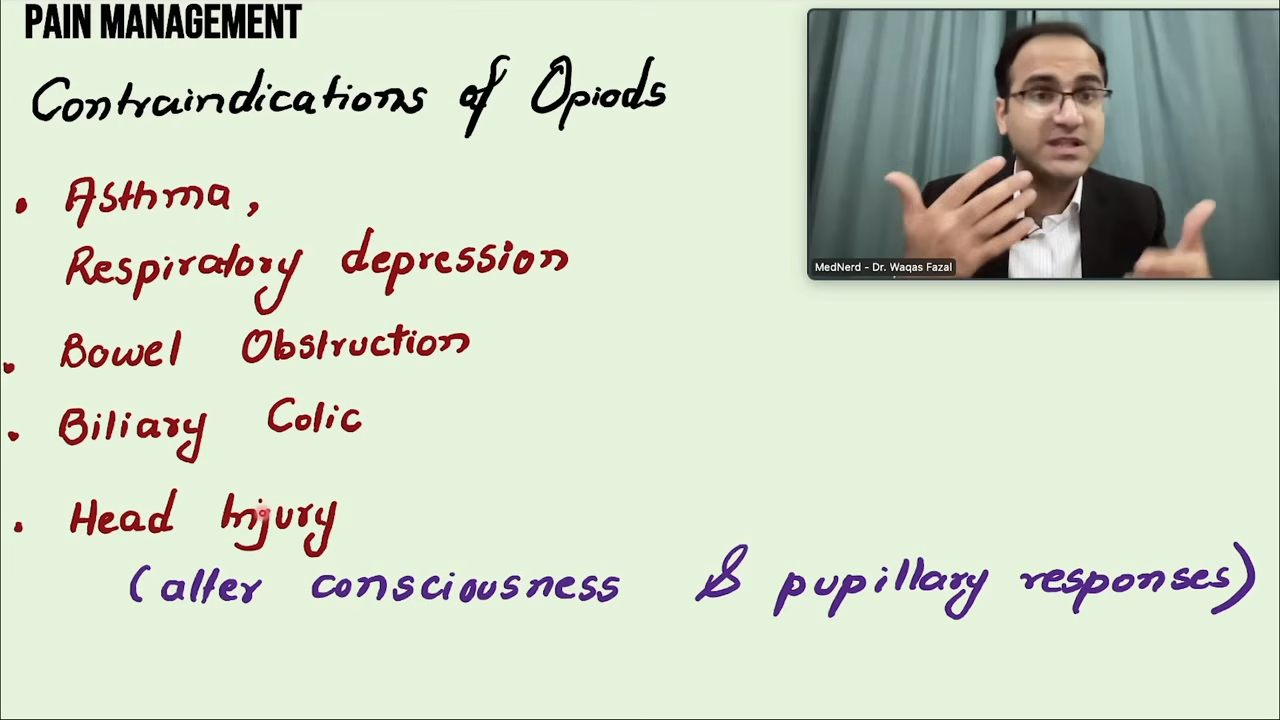 PAIN MANAGEMENT
Contraindications of Opiods
• Asthma,
Respiratory depression
• Bowel Obstruction
• Biliary Colic
• Head Injury
(alter consciousness & pupillary responses)
MedNerd - Dr. Waqas Fazal